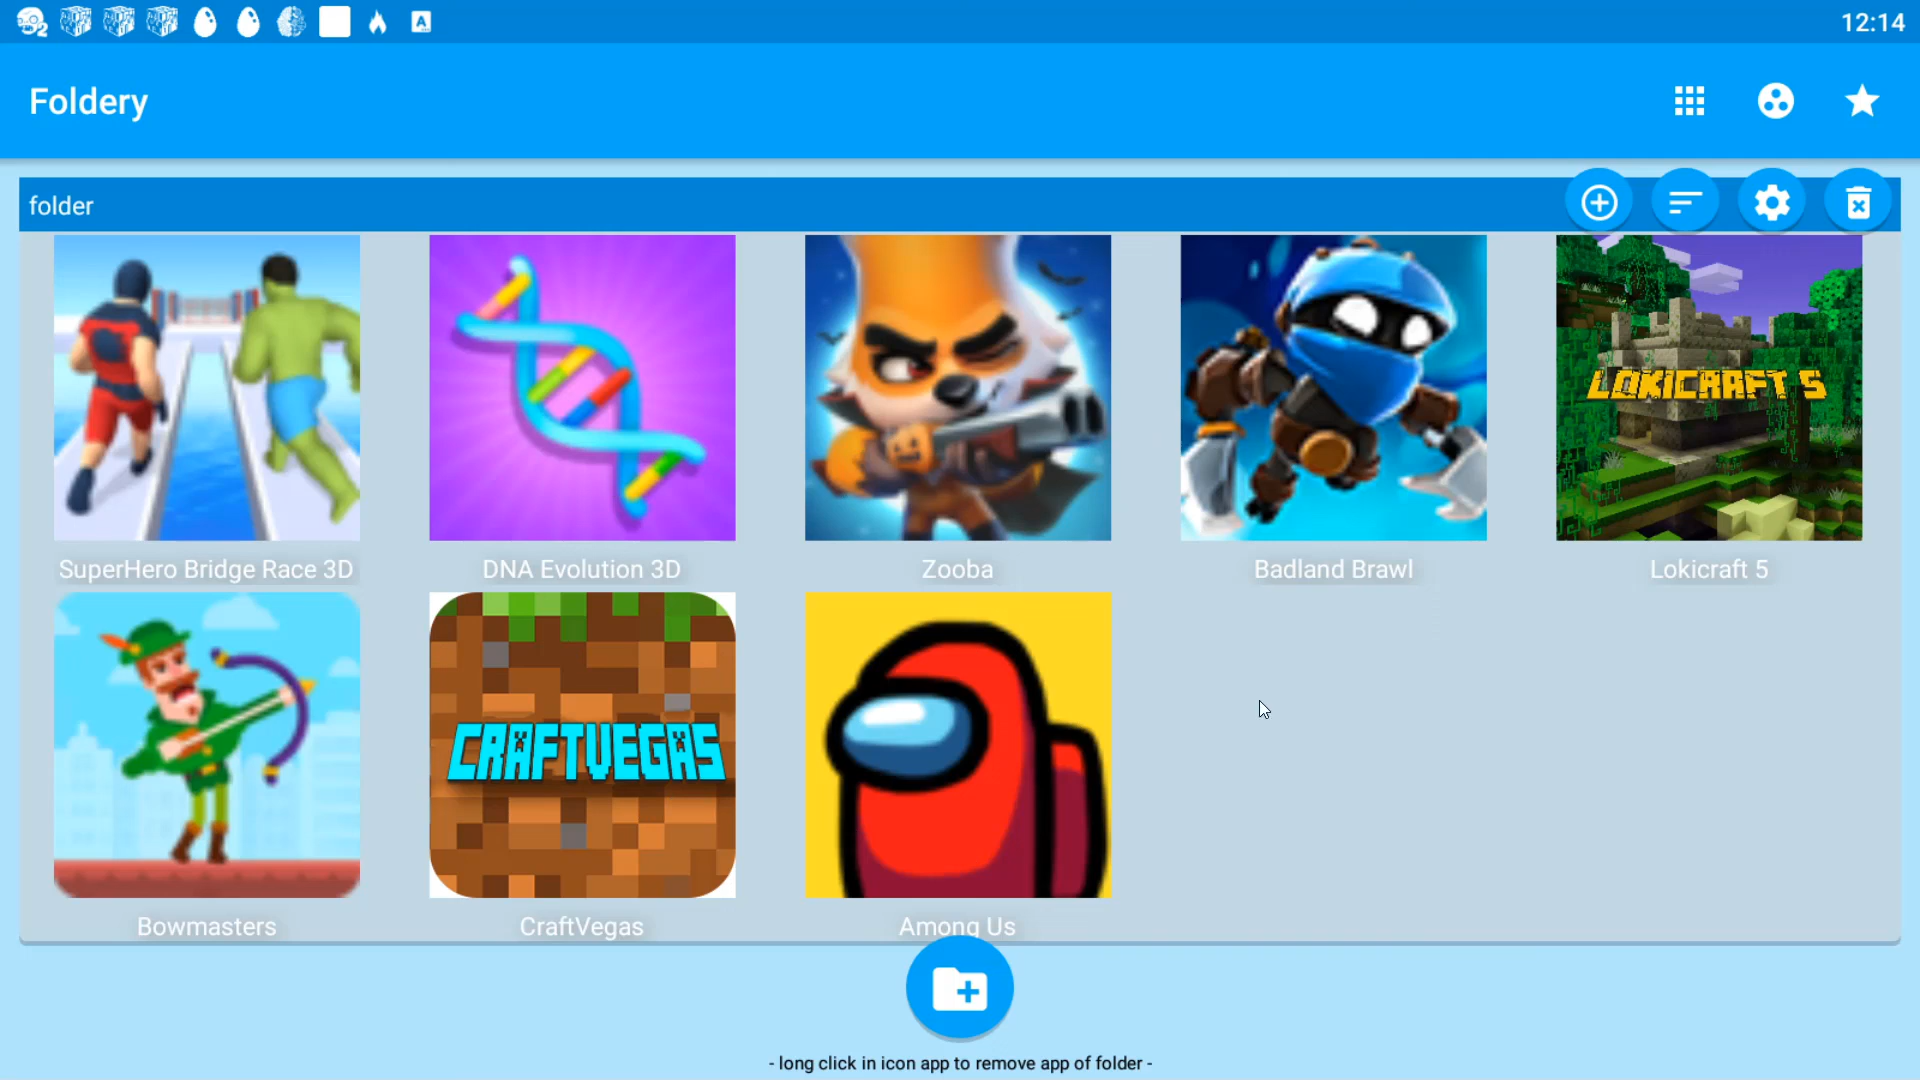 12:14
Foldery
folder
LOKICRAFT 5
SuperHero Bridge Race 3D
DNA Evolution 3D
Zooba
Badland Brawl
Lokicraft 5
CRAFTVEGAS
Bowmasters
CraftVegas
Among Us
- long click in icon app to remove app of folder -